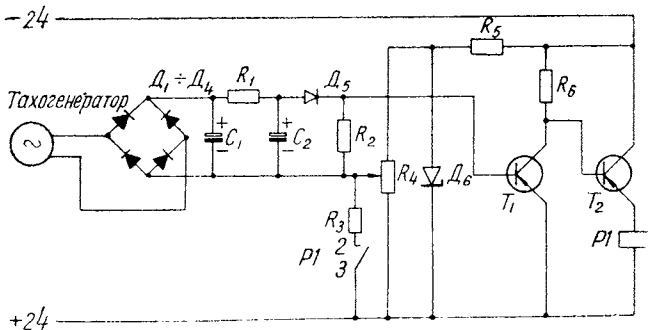 -24
Тахогенератор
Д₁ ÷ Д₄
R₁
Д₅
R₅
R₆
C₁
C₂
R₂
R₄
Д₆
T₁
T₂
R₃
P1
2
3
P1
+24
~
+
-
+
-